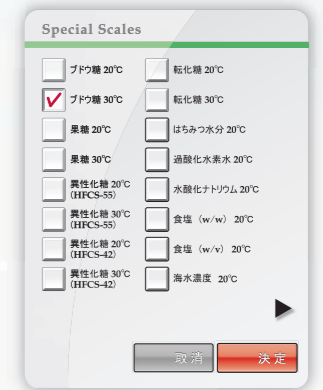 Special Scales
ブドウ糖 20℃
ブドウ糖 30℃
果糖 20℃
果糖 30℃
異性化糖 20℃
(HFCS-55)
異性化糖 30℃
(HFCS-55)
異性化糖 20℃
(HFCS-42)
異性化糖 30℃
(HFCS-42)
転化糖 20℃
転化糖 30℃
はちみつ水分 20℃
過酸化水素水 20℃
水酸化ナトリウム 20℃
食塩 (w/w) 20℃
食塩 (w/v) 20℃
海水濃度 20℃
取消
決定